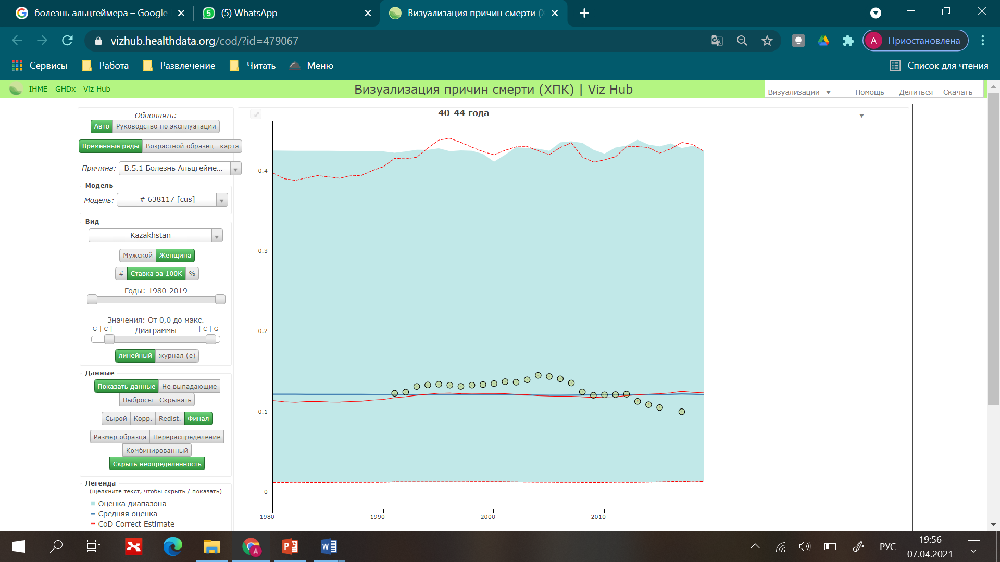 болезнь альцгеймера – Google
(5) WhatsApp
Визуализация причин смерти (
vizhub.healthdata.org/cod/?id=479067
A Приостановлена
Сервисы
Работа
Развлечение
Читать
Меню
Список для чтения
IHME | GHDx | Viz Hub
Визуализация причин смерти (ХПК) | Viz Hub
Визуализации
Помощь
Делиться
Скачать
Обновлять:
Авто Руководство по эксплуатации
Временные ряды Возрастной образец карта
Причина: B.5.1 Болезнь Альцгейме...
Модель
Модель: # 638117 [cus]
Вид
Kazakhstan
Мужской Женщина
# Ставка за 100К %
Годы: 1980-2019
Значения: От 0,0 до макс.
G | C | Диаграммы | C | G
линейный журнал (е)
Данные
Показать данные Не выпадающие
Выбросы Скрывать
Сырой Корр. Redist. Финал
Размер образца Перераспределение
Комбинированный
Скрыть неопределенность
Легенда
(щелкните текст, чтобы скрыть / показать)
Оценка диапазона
Средняя оценка
CoD Correct Estimate
40-44 года
0.4
0.3
0.2
0.1
0
1980 1990 2000 2010
РУС
19:56
07.04.2021